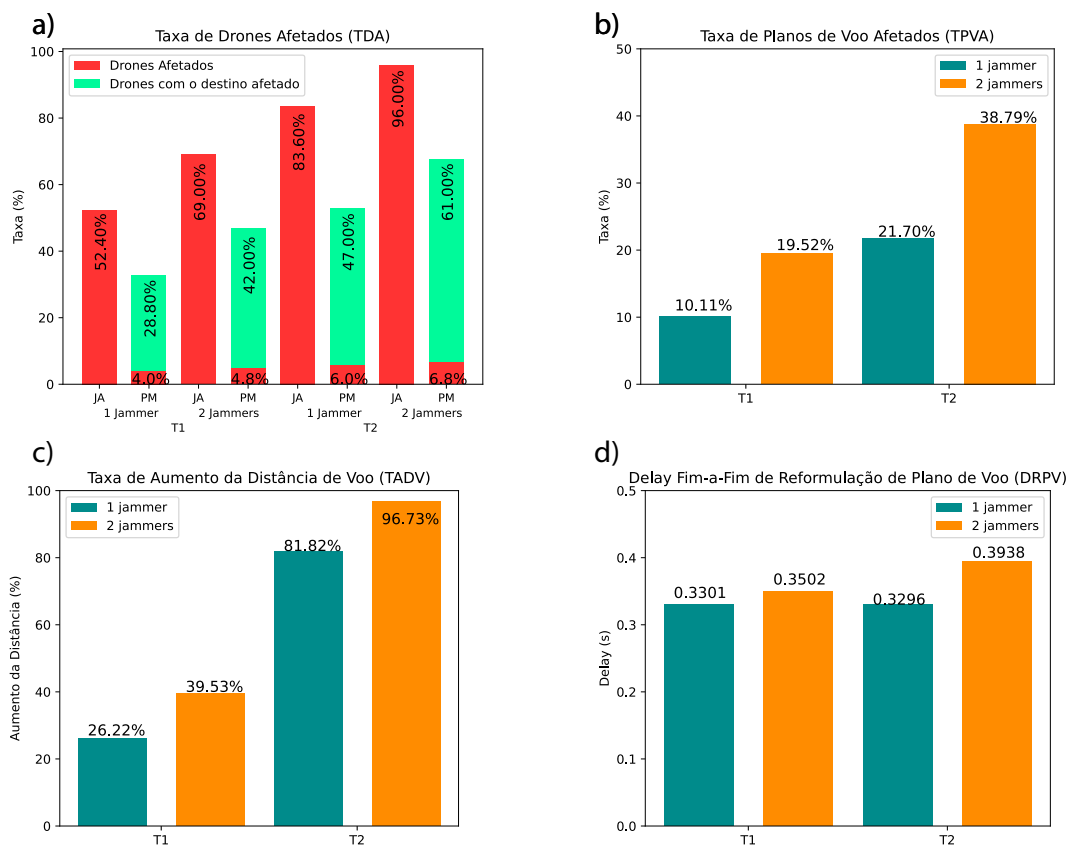 a)
Taxa de Drones Afetados (TDA)
Taxa (%)
100
80
60
40
20
0
Drones Afetados
Drones com o destino afetado
52.40%
28.80%
4.0%
69.00%
42.00%
4.8%
83.60%
47.00%
6.0%
96.00%
61.00%
6.8%
JA PM JA PM JA PM JA PM
1 Jammer 2 Jammers 1 Jammer 2 Jammers
T1 T2
b)
Taxa de Planos de Voo Afetados (TPVA)
Taxa (%)
50
40
30
20
10
0
1 jammer
2 jammers
10.11%
19.52%
21.70%
38.79%
T1 T2
c)
Taxa de Aumento da Distância de Voo (TADV)
Aumento da Distância (%)
100
80
60
40
20
0
1 jammer
2 jammers
26.22%
39.53%
81.82%
96.73%
T1 T2
d)
Delay Fim-a-Fim de Reformulação de Plano de Voo (DRPV)
Delay (s)
0.5
0.4
0.3
0.2
0.1
0.0
1 jammer
2 jammers
0.3301
0.3502
0.3296
0.3938
T1 T2